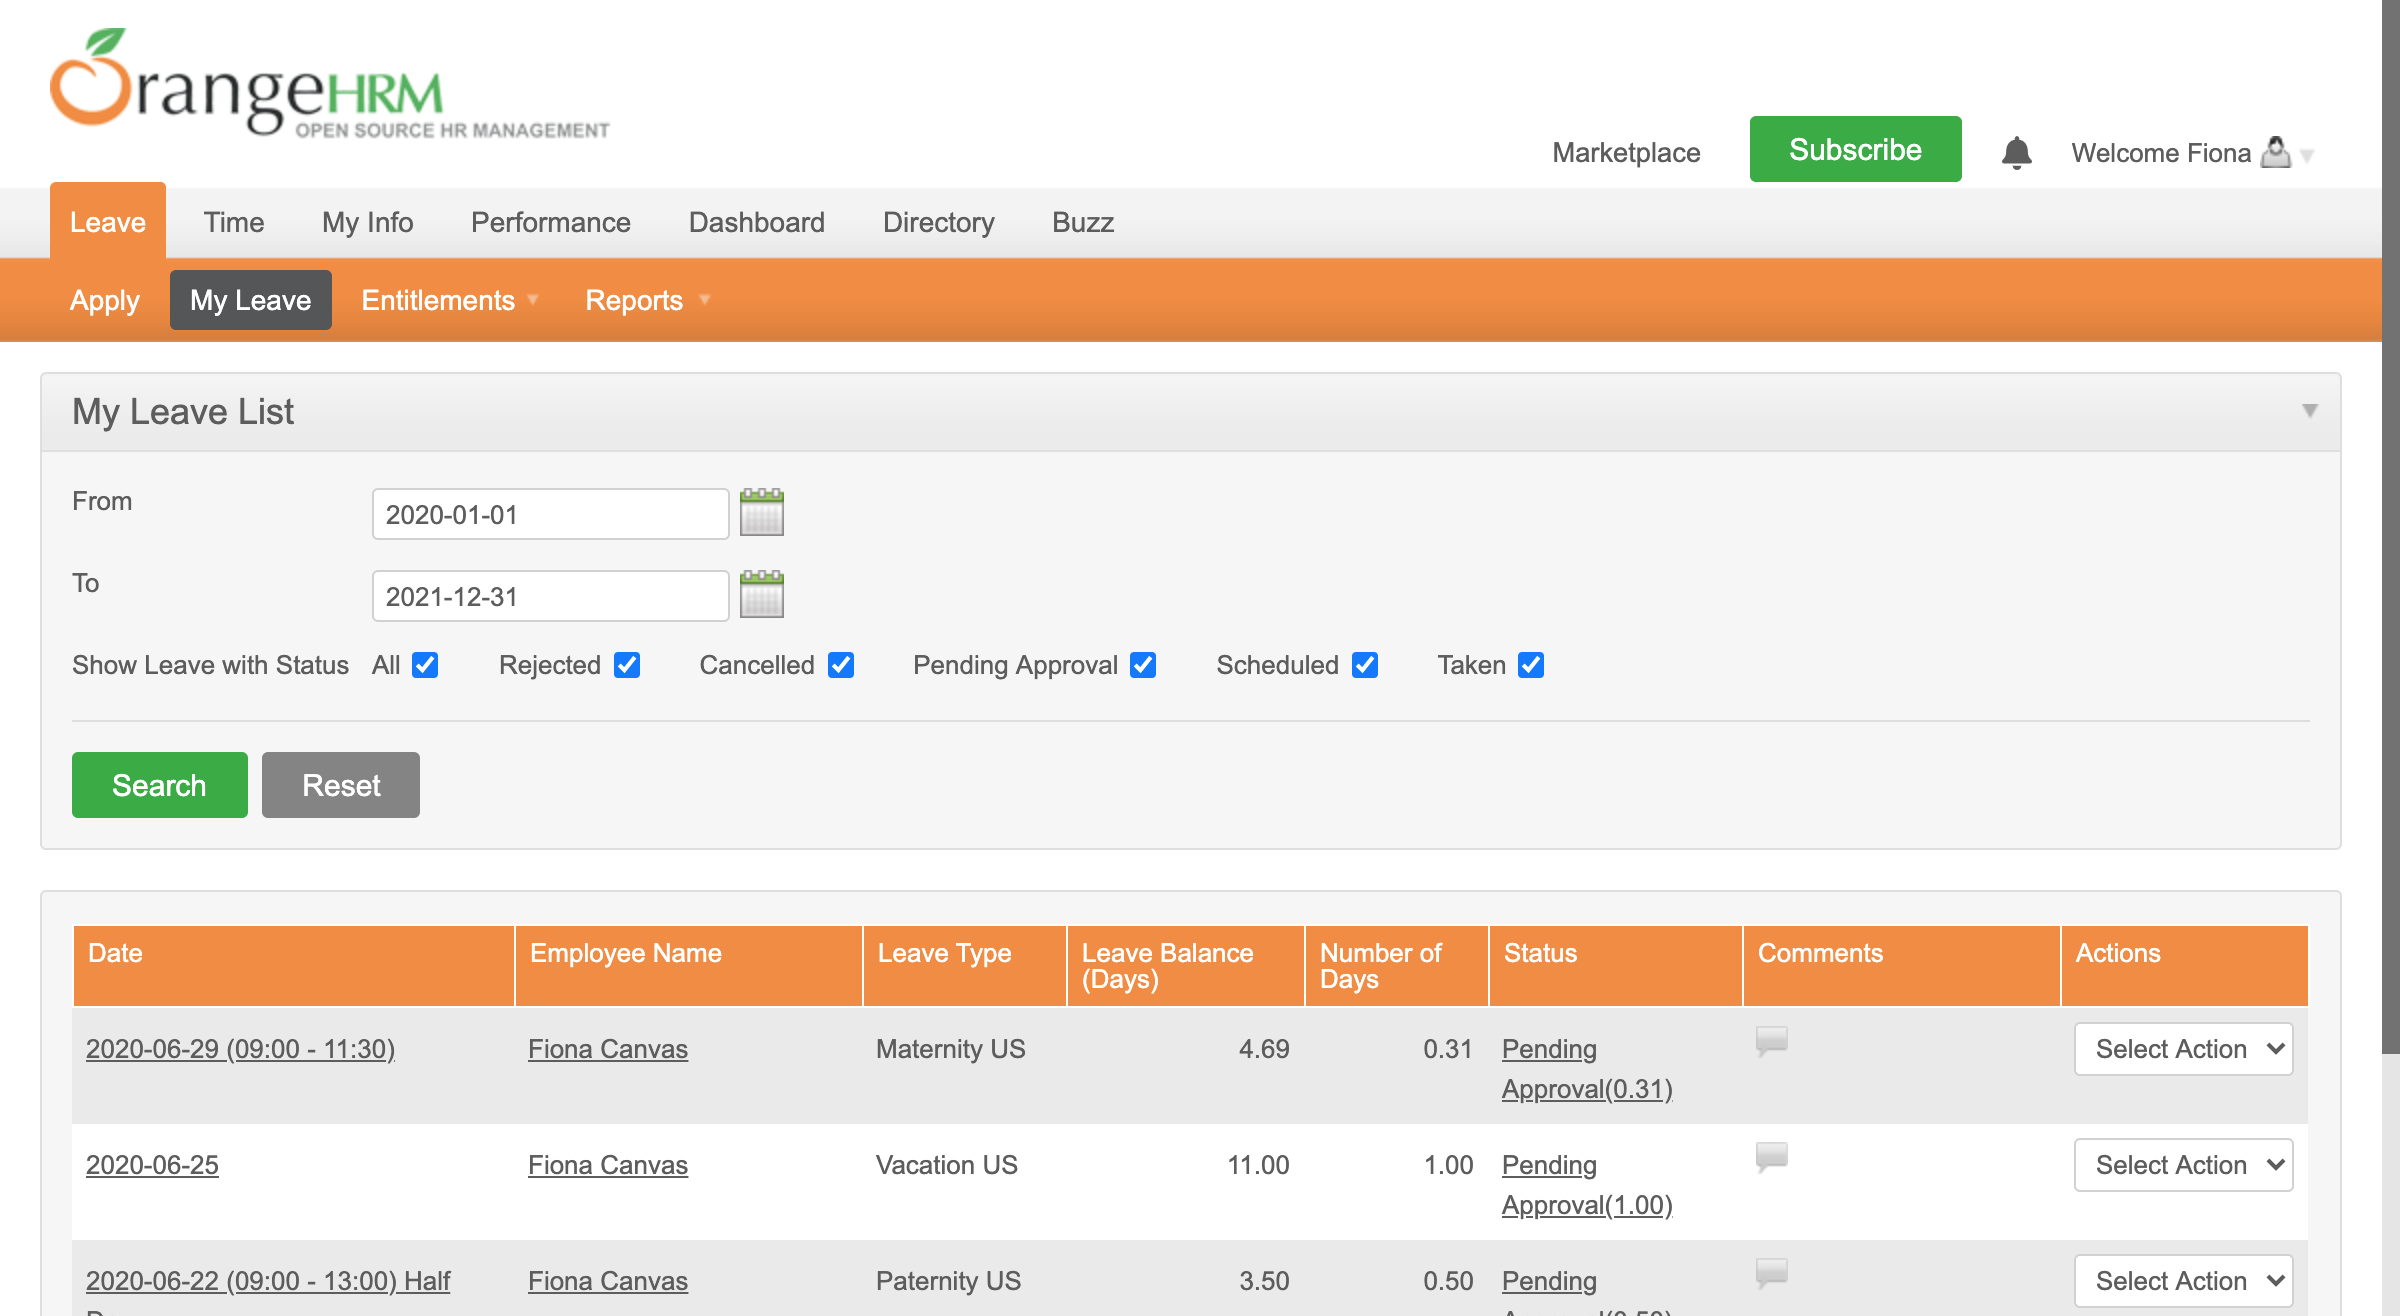 OrangeHRM
OPEN SOURCE HR MANAGEMENT
Marketplace
Subscribe
Welcome Fiona
Leave Time My Info Performance Dashboard Directory Buzz
Apply My Leave Entitlements Reports
My Leave List
From 2020-01-01
To 2021-12-31
Show Leave with Status All Rejected Cancelled Pending Approval Scheduled Taken
Search Reset
Date Employee Name Leave Type Leave Balance (Days) Number of Days Status Comments Actions
2020-06-29 (09:00 - 11:30) Fiona Canvas Maternity US 4.69 0.31 Pending Approval(0.31) Select Action
2020-06-25 Fiona Canvas Vacation US 11.00 1.00 Pending Approval(1.00) Select Action
2020-06-22 (09:00 - 13:00) Half Fiona Canvas Paternity US 3.50 0.50 Pending Select Action